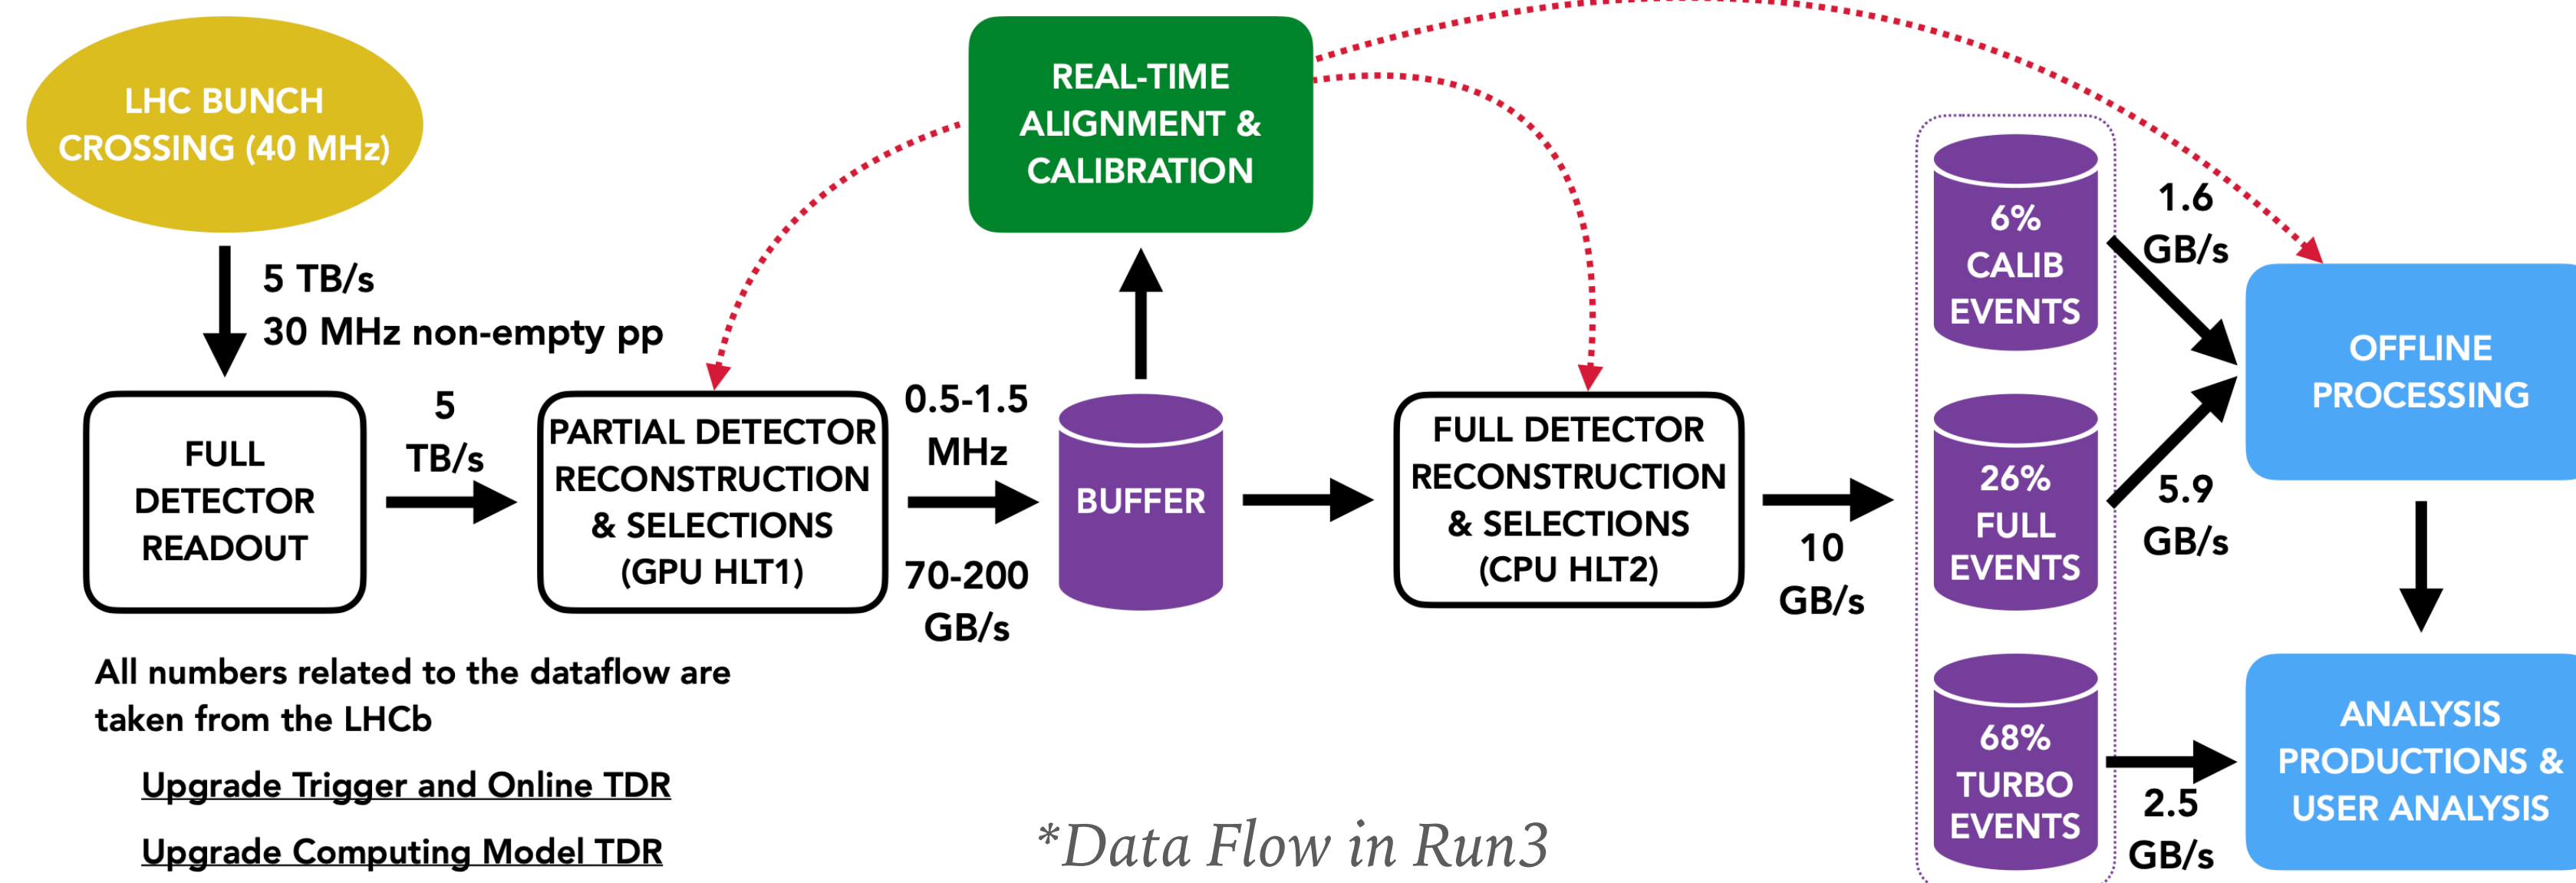 LHC BUNCH
CROSSING (40 MHz)
5 TB/s
30 MHz non-empty pp
FULL
DETECTOR
READOUT
5
TB/s
PARTIAL DETECTOR
RECONSTRUCTION
& SELECTIONS
(GPU HLT1)
0.5-1.5
MHz
70-200
GB/s
REAL-TIME
ALIGNMENT &
CALIBRATION
BUFFER
FULL DETECTOR
RECONSTRUCTION
& SELECTIONS
(CPU HLT2)
10
GB/s
6%
CALIB
EVENTS
1.6
GB/s
26%
FULL
EVENTS
5.9
GB/s
68%
TURBO
EVENTS
2.5
GB/s
OFFLINE
PROCESSING
ANALYSIS
PRODUCTIONS &
USER ANALYSIS
All numbers related to the dataflow are
taken from the LHCb
Upgrade Trigger and Online TDR
Upgrade Computing Model TDR
*Data Flow in Run3